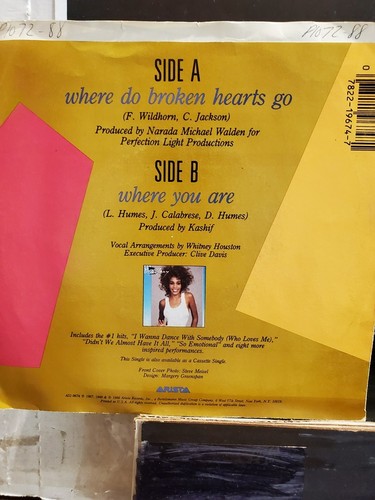 P1072-88
P1072-88
SIDE A
where do broken hearts go
(F. Wildhorn, C. Jackson)
Produced by Narada Michael Walden for
Perfection Light Productions
SIDE B
where you are
(L. Humes, J. Calabrese, D. Humes)
Produced by Kashif
Vocal Arrangements by Whitney Houston
Executive Producer: Clive Davis
Includes the #1 hits, "I Wanna Dance With Somebody (Who Loves Me),"
"Didn't We Almost Have It All," "So Emotional" and eight more
inspired performances.
This Single is also available as a Cassette Single.
Front Cover Photo: Steve Meisel
Design: Margery Greenspan
ARISTA
0 7822-19674-7